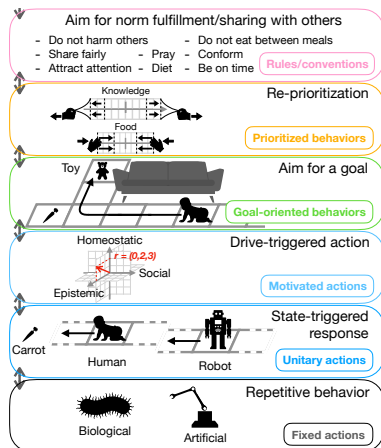 Aim for norm fulfillment/sharing with others
- Do not harm others - Do not eat between meals
- Share fairly - Pray - Conform
- Attract attention - Diet - Be on time
Rules/conventions
Re-prioritization
Knowledge
Food
Prioritized behaviors
Aim for a goal
Toy
Goal-oriented behaviors
Drive-triggered action
Homeostatic
r = (0,2,3)
Social
Epistemic
Motivated actions
State-triggered
response
Carrot
Human
Robot
Unitary actions
Repetitive behavior
Biological
Artificial
Fixed actions